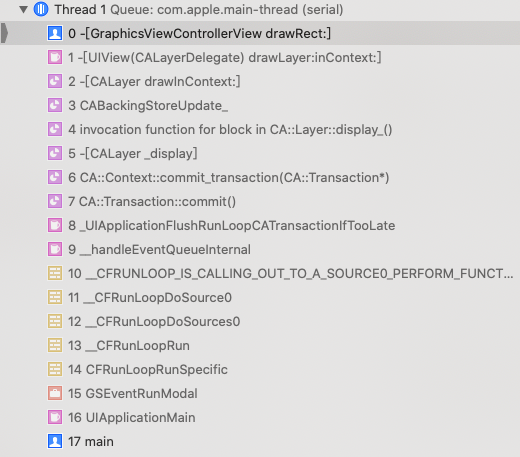 Thread 1 Queue: com.apple.main-thread (serial)
0 -[GraphicsViewControllerView drawRect:]
1 -[UIView(CALayerDelegate) drawLayer:inContext:]
2 -[CALayer drawInContext:]
3 CABackingStoreUpdate_
4 invocation function for block in CA::Layer::display_()
5 -[CALayer _display]
6 CA::Context::commit_transaction(CA::Transaction*)
7 CA::Transaction::commit()
8 _UIApplicationFlushRunLoopCATransactionIfTooLate
9 __handleEventQueueInternal
10 __CFRUNLOOP_IS_CALLING_OUT_TO_A_SOURCE0_PERFORM_FUNCT...
11 __CFRunLoopDoSource0
12 __CFRunLoopDoSources0
13 __CFRunLoopRun
14 CFRunLoopRunSpecific
15 GSEventRunModal
16 UIApplicationMain
17 main